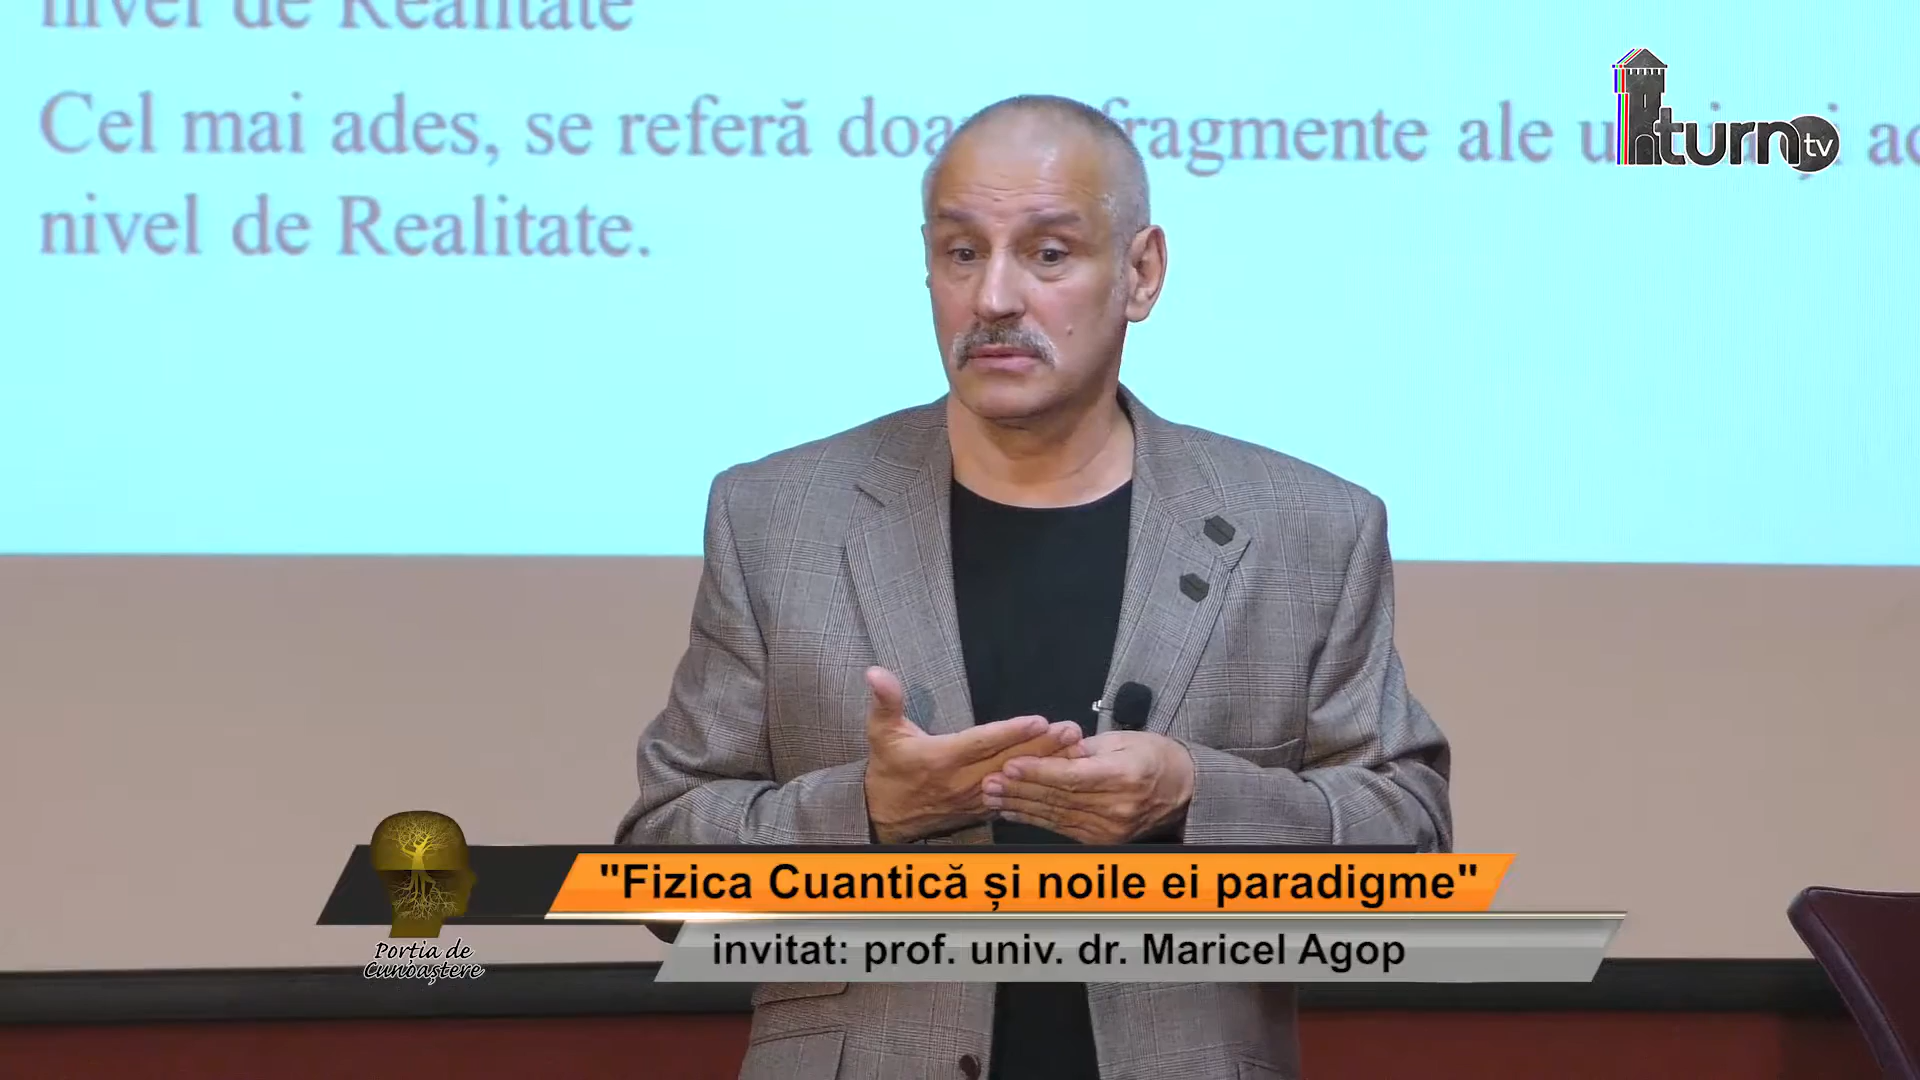 nivel de Realitate
Cel mai ades, se referă fragmente ale
nivel de Realitate.
turn tv
"Fizica Cuantică și noile ei paradigme"
invitat: prof. univ. dr. Maricel Agop
Porția de
Cunoaștere